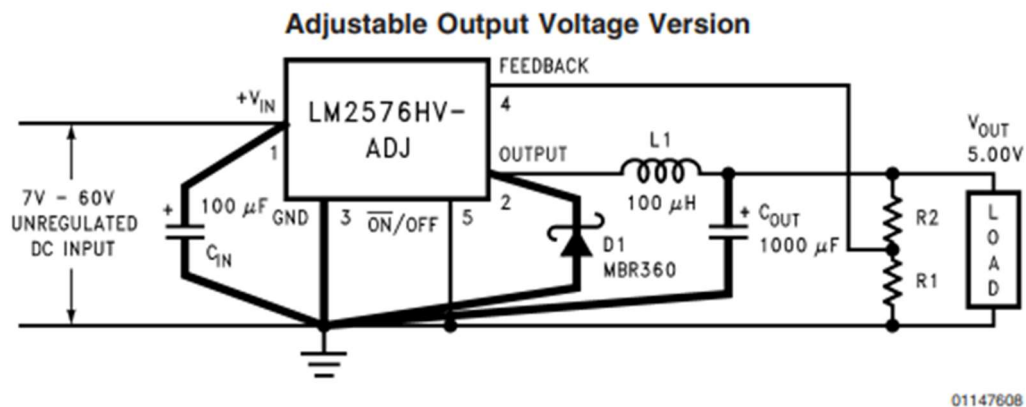 Adjustable Output Voltage Version
FEEDBACK
+VIN
LM2576HV-
ADJ
4
1
OUTPUT
L1
VOUT
5.00V
7V - 60V
UNREGULATED
DC INPUT
+
100 μF
CIN
GND
3
ON/OFF
5
2
100 μH
+
COUT
1000 μF
D1
MBR360
R2
R1
LOAD
01147608